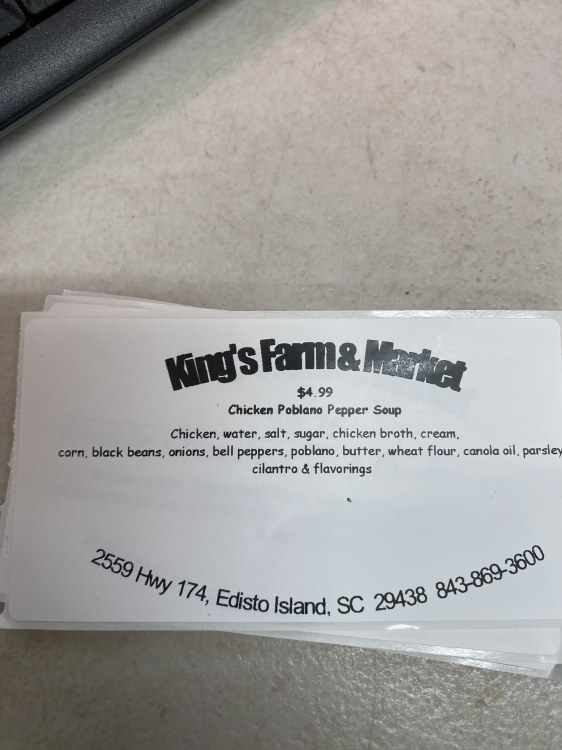 King's Farm & Market
$4.99
Chicken Poblano Pepper Soup
Chicken, water, salt, sugar, chicken broth, cream,
corn, black beans, onions, bell peppers, poblano, butter, wheat flour, canola oil, parsley
cilantro & flavorings
2559 Hwy 174, Edisto Island, SC 29438 843-869-3600